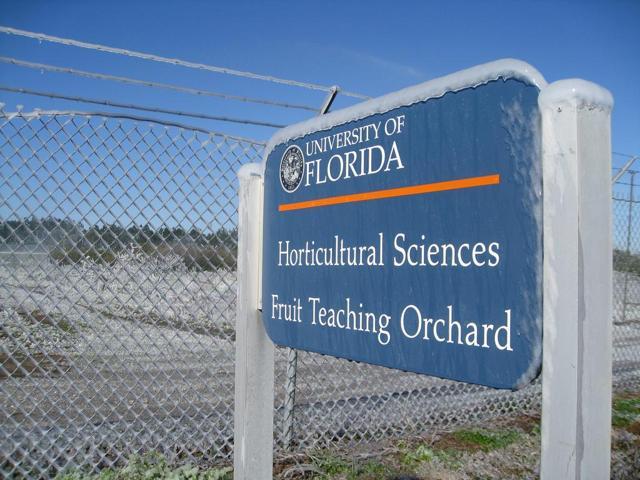 UNIVERSITY OF
FLORIDA
Horticultural Sciences
Fruit Teaching Orchard